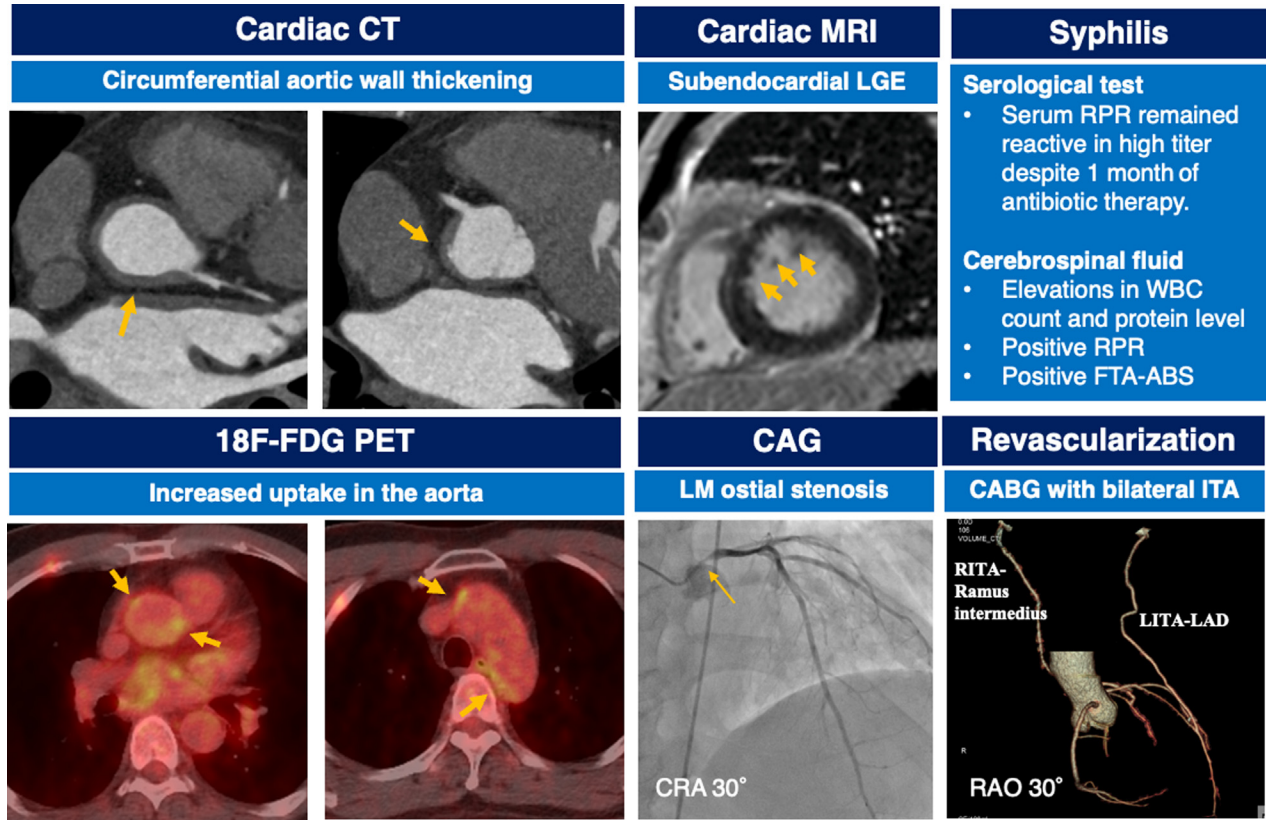 Cardiac CT
Circumferential aortic wall thickening
Cardiac MRI
Subendocardial LGE
Syphilis
Serological test
• Serum RPR remained
reactive in high titer
despite 1 month of
antibiotic therapy.
Cerebrospinal fluid
• Elevations in WBC
count and protein level
• Positive RPR
• Positive FTA-ABS
18F-FDG PET
Increased uptake in the aorta
CAG
LM ostial stenosis
CRA 30°
Revascularization
CABG with bilateral ITA
106
VOLUME_CT
RITA-
Ramus
intermedius
LITA-LAD
R
RAO 30°